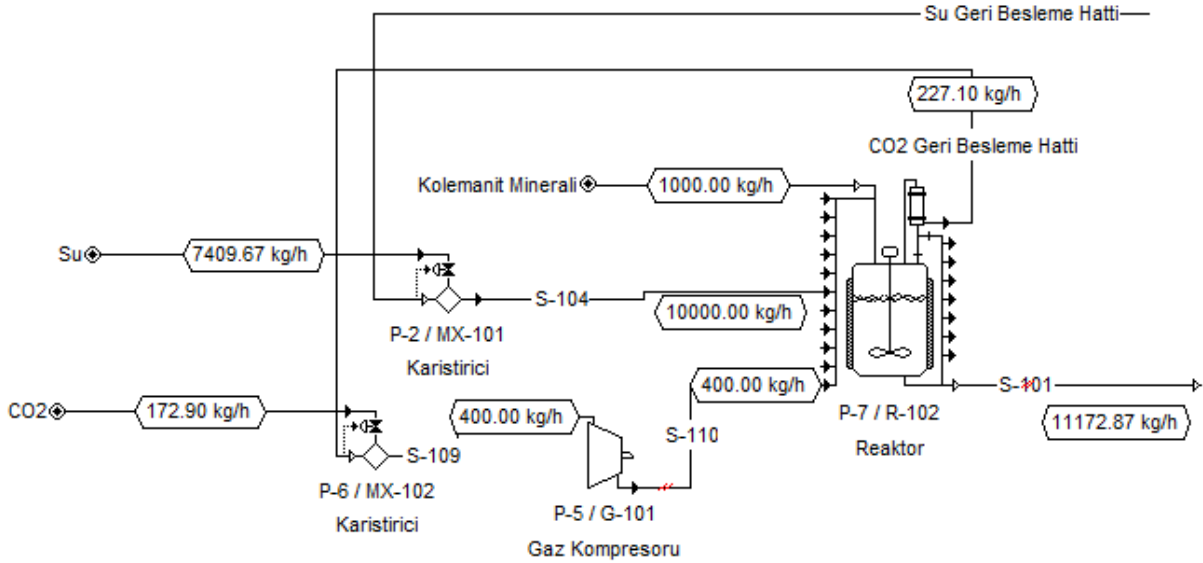 Su Geri Besleme Hatti
227.10 kg/h
CO2 Geri Besleme Hatti
Kolemanit Minerali
1000.00 kg/h
Su
7409.67 kg/h
S-104
10000.00 kg/h
P-2 / MX-101
Karistirici
CO2
172.90 kg/h
400.00 kg/h
400.00 kg/h
S-101
S-109
S-110
P-7 / R-102
Reaktor
11172.87 kg/h
P-6 / MX-102
Karistirici
P-5 / G-101
Gaz Kompresoru